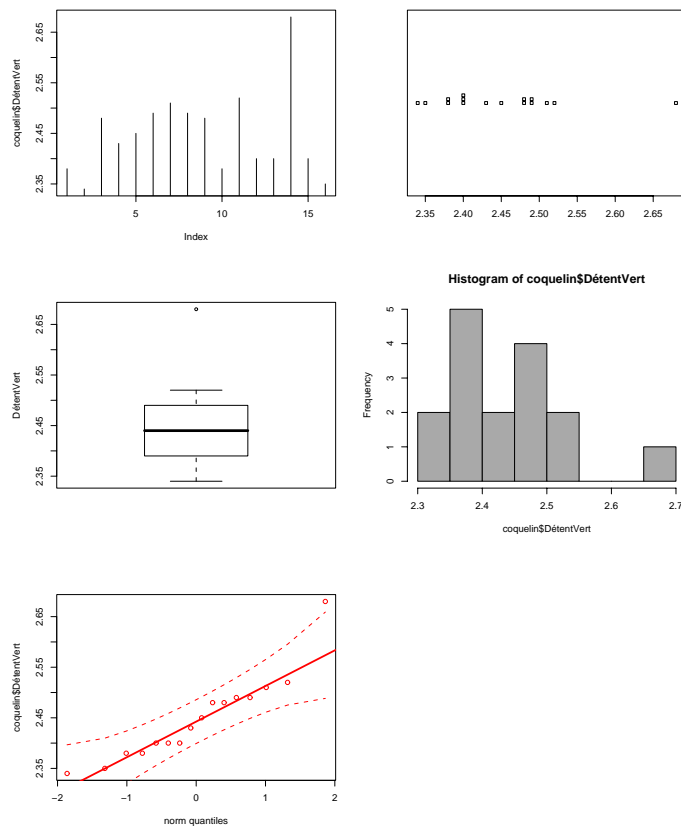 coquelin$DétentVert
2.35 2.45 2.55 2.65
5 10 15
Index
2.35 2.40 2.45 2.50 2.55 2.60 2.65
DétentVert
2.35 2.45 2.55 2.65
Histogram of coquelin$DétentVert
Frequency
0 1 2 3 4 5
2.3 2.4 2.5 2.6 2.7
coquelin$DétentVert
coquelin$DétentVert
2.35 2.45 2.55 2.65
−2 −1 0 1 2
norm quantiles